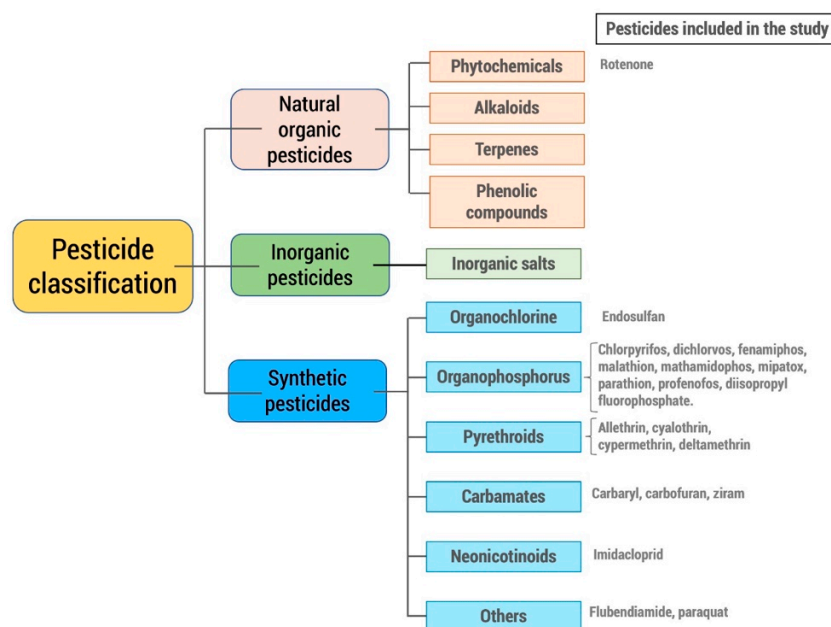 Pesticides included in the study
Phytochemicals
Rotenone
Natural
organic
pesticides
Alkaloids
Terpenes
Phenolic
compounds
Pesticide
classification
Inorganic
pesticides
Inorganic salts
Synthetic
pesticides
Organochlorine
Endosulfan
Organophosphorus
Chlorpyrifos, dichlorvos, fenamiphos,
malathion, mathamidophos, mipatox,
parathion, profenofos, diisopropyl
fluorophosphate.
Pyrethroids
Allethrin, cyalothrin,
cypermethrin, deltamethrin
Carbamates
Carbaryl, carbofuran, ziram
Neonicotinoids
Imidacloprid
Others
Flubendiamide, paraquat